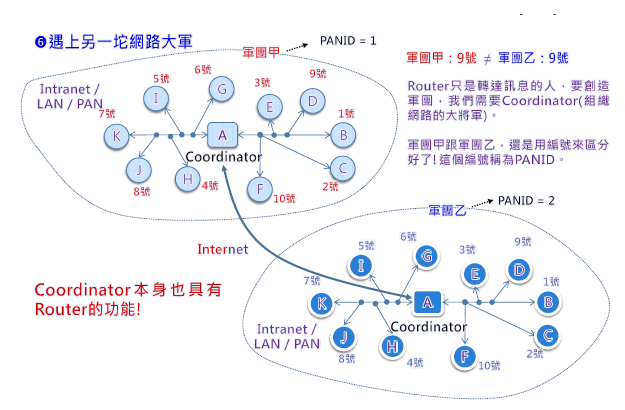 ❻遇上另一坨網路大軍
軍團甲
PANID = 1
Intranet /
LAN / PAN
5號
6號
3號
9號
7號
1號
I
G
E
D
K
A
B
Coordinator
J
H
F
C
8號
4號
10號
2號
軍團甲：9號 ≠ 軍團乙：9號
Router只是轉達訊息的人，要創造
軍團，我們需要Coordinator(組織
網路的大將軍)。
軍團甲跟軍團乙，還是用編號來區分
好了! 這個編號稱為PANID。
Internet
Coordinator本身也具有
Router的功能!
軍團乙
PANID = 2
5號
6號
3號
9號
7號
1號
I
G
E
D
K
A
B
Coordinator
Intranet /
LAN / PAN
J
H
F
C
8號
4號
10號
2號